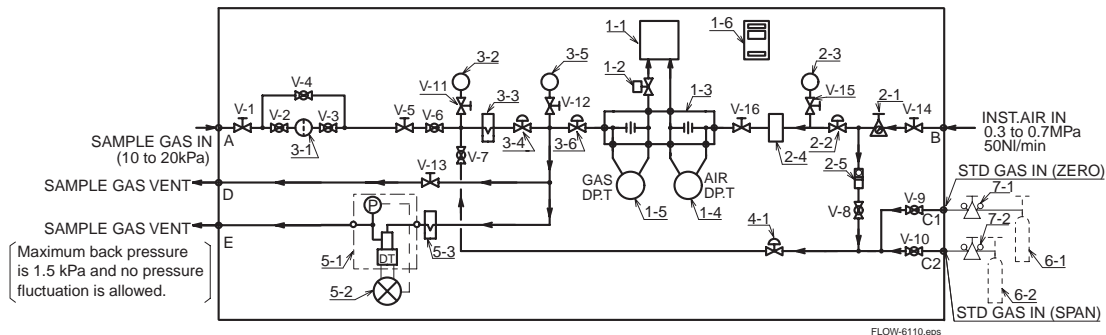 1-1
1-6
3-2
3-5
1-2
2-3
V-4
V-11
3-3
V-12
1-3
V-15
2-1
V-1
V-2
V-3
V-5
V-6
V-16
V-14
SAMPLE GAS IN
(10 to 20kPa)
A
3-1
3-4
3-6
2-4
2-2
B
INST.AIR IN
0.3 to 0.7MPa
50Nl/min
V-7
2-5
V-13
SAMPLE GAS VENT
D
GAS
DP.T
AIR
DP.T
1-5
1-4
STD GAS IN (ZERO)
7-1
V-9
C1
V-8
P
SAMPLE GAS VENT
E
5-3
4-1
V-10
C2
7-2
Maximum back pressure
is 1.5 kPa and no pressure
fluctuation is allowed.
5-1
DT
5-2
6-1
6-2
STD GAS IN (SPAN)
FLOW-6110.eps